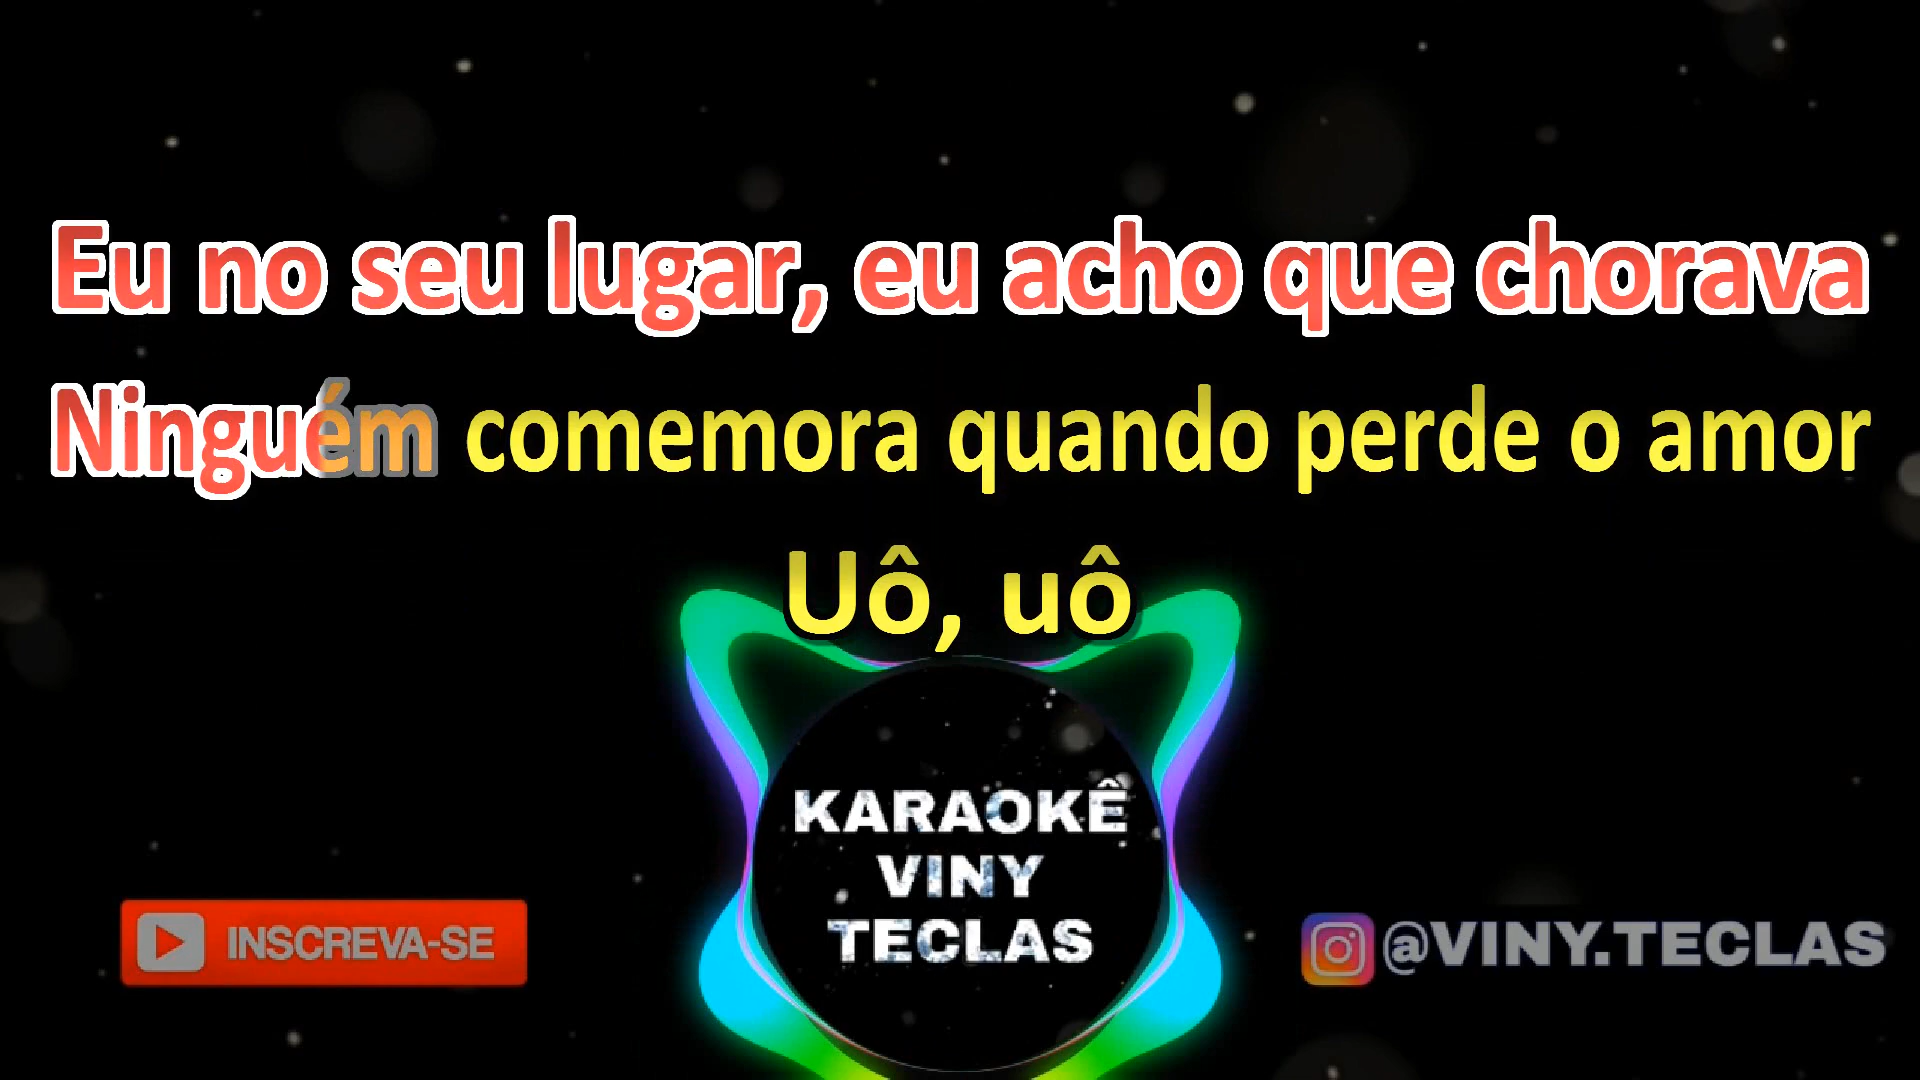 Eu no seu lugar, eu acho que chorava
Ninguém comemora quando perde o amor
Uô, uô
KARAOKÊ
VINY
TECLAS
INSCREVA-SE
@VINY.TECLAS